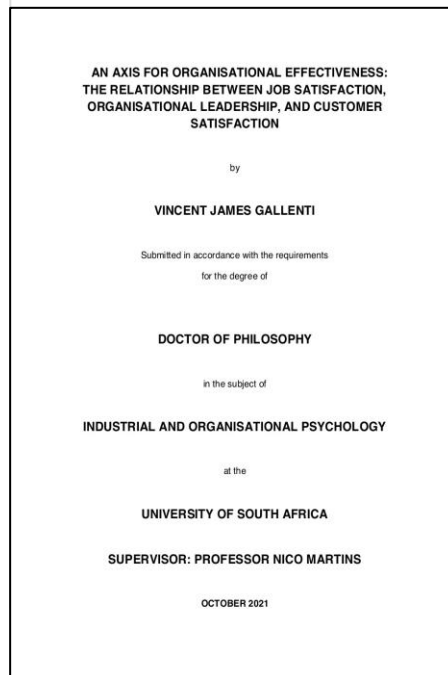 AN AXIS FOR ORGANISATIONAL EFFECTIVENESS:
THE RELATIONSHIP BETWEEN JOB SATISFACTION,
ORGANISATIONAL LEADERSHIP, AND CUSTOMER
SATISFACTION
by
VINCENT JAMES GALLENTI
Submitted in accordance with the requirements
for the degree of
DOCTOR OF PHILOSOPHY
in the subject of
INDUSTRIAL AND ORGANISATIONAL PSYCHOLOGY
at the
UNIVERSITY OF SOUTH AFRICA
SUPERVISOR: PROFESSOR NICO MARTINS
OCTOBER 2021